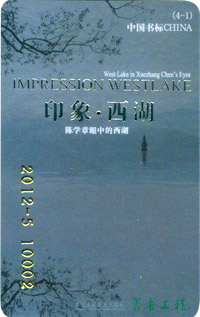 (4-1)
中国书标CHINA
West Lake in Xuezhang Chen's Eyes
IMPRESSION WESTLAKE
印象·西湖
陈学章眼中的西湖
2012-5 10002